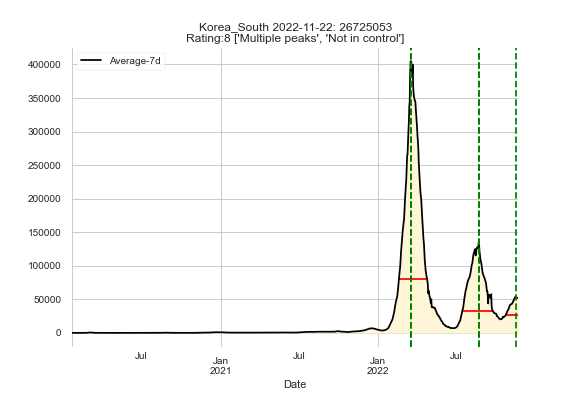 Korea_South 2022-11-22: 26725053
Rating:8 ['Multiple peaks', 'Not in control']
Average-7d
400000
350000
300000
250000
200000
150000
100000
50000
0
Jul
Jan
2021
Jul
Jan
2022
Jul
Date